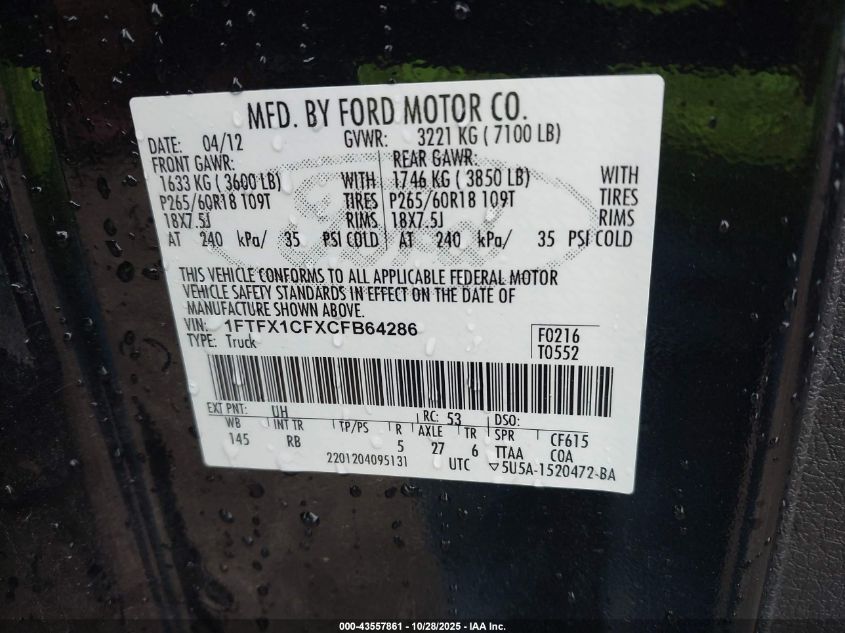 MFD. BY FORD MOTOR CO.
DATE: 04/12 GVWR: 3221 KG ( 7100 LB)
FRONT GAWR: REAR GAWR:
1633 KG ( 3600 LB) WITH 1746 KG ( 3850 LB) WITH
P265/60R18 109T TIRES P265/60R18 109T TIRES
18X7.5J RIMS 18X7.5J RIMS
AT 240 kPa/ 35 PSI COLD AT 240 kPa/ 35 PSI COLD
THIS VEHICLE CONFORMS TO ALL APPLICABLE FEDERAL MOTOR
VEHICLE SAFETY STANDARDS IN EFFECT ON THE DATE OF
MANUFACTURE SHOWN ABOVE.
VIN: 1FTFX1CFXCFB64286
TYPE: Truck
F0216
T0552
EXT PNT: UH RC: 53 DSO:
WB INT TR TP/PS R AXLE TR SPR CF615
145 RB 5 27 6 TTAA COA
2201204095131 UTC ▽5U5A-1520472-BA
Ford
000-43557861 | 10/28/2025 | IAA Inc.